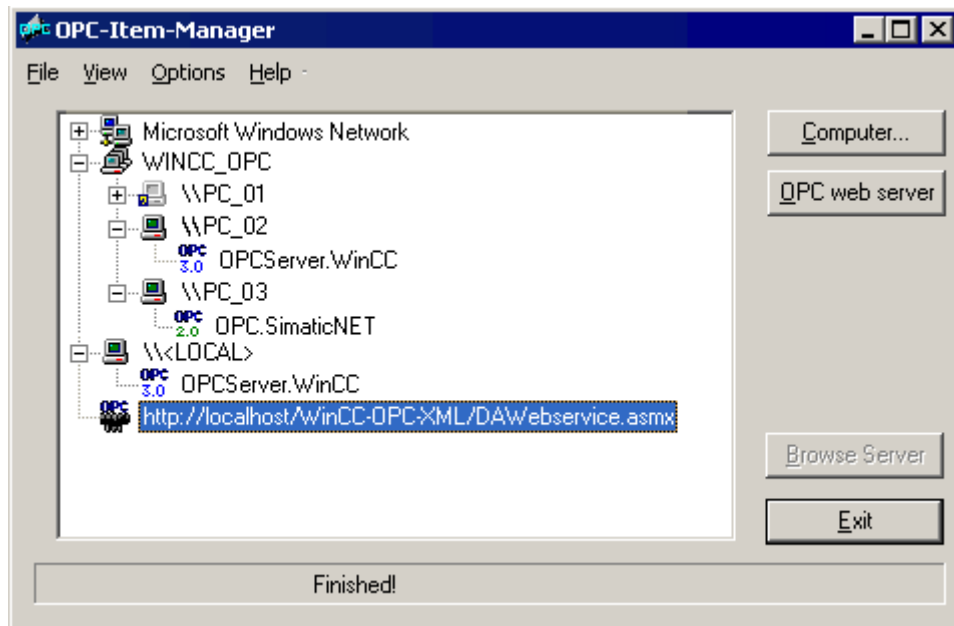 OPC-Item-Manager
File View Options Help
Microsoft Windows Network
WINCC_OPC
\\PC_01
\\PC_02
OPC 3.0 OPCServer.WinCC
\\PC_03
OPC 2.0 OPC.SimaticNET
\\<LOCAL>
OPC 3.0 OPCServer.WinCC
http://localhost/WinCC-OPC-XML/DAWebservice.asmx
Computer...
OPC web server
Browse Server
Exit
Finished!